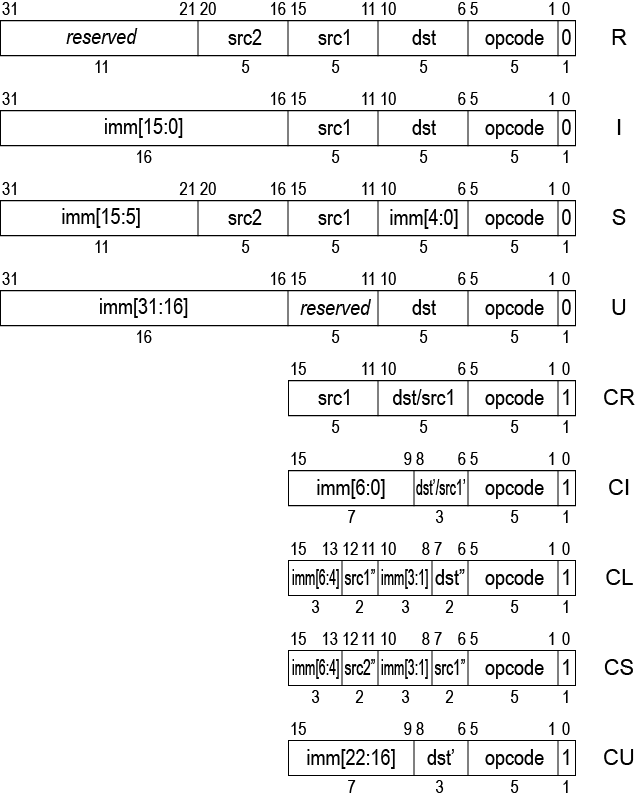 31 21 20 16 15 11 10 6 5 1 0
reserved src2 src1 dst opcode 0 R
11 5 5 5 5 1
31 16 15 11 10 6 5 1 0
imm[15:0] src1 dst opcode 0 I
16 5 5 5 1
31 21 20 16 15 11 10 6 5 1 0
imm[15:5] src2 src1 imm[4:0] opcode 0 S
11 5 5 5 5 1
31 16 15 11 10 6 5 1 0
imm[31:16] reserved dst opcode 0 U
16 5 5 5 1
15 11 10 6 5 1 0
src1 dst/src1 opcode 1 CR
5 5 5 1
15 9 8 6 5 1 0
imm[6:0] dst’/src1’ opcode 1 CI
7 3 5 1
15 13 12 11 10 8 7 6 5 1 0
imm[6:4] src1” imm[3:1] dst” opcode 1 CL
3 2 3 2 5 1
15 13 12 11 10 8 7 6 5 1 0
imm[6:4] src2” imm[3:1] src1” opcode 1 CS
3 2 3 2 5 1
15 9 8 6 5 1 0
imm[22:16] dst’ opcode 1 CU
7 3 5 1